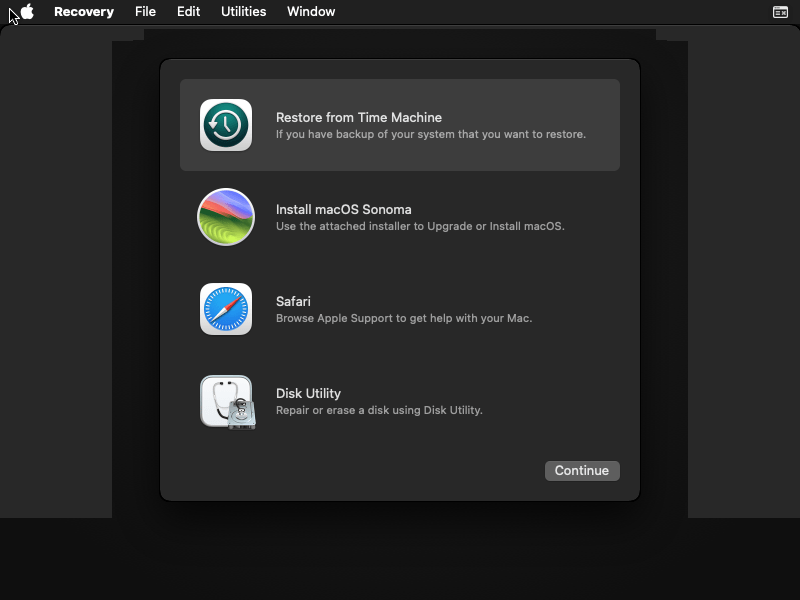 Recovery File Edit Utilities Window
Restore from Time Machine
If you have backup of your system that you want to restore.
Install macOS Sonoma
Use the attached installer to Upgrade or Install macOS.
Safari
Browse Apple Support to get help with your Mac.
Disk Utility
Repair or erase a disk using Disk Utility.
Continue